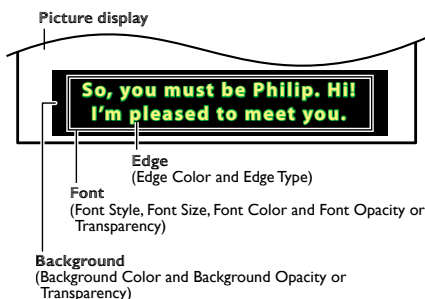 Picture display
So, you must be Philip. Hi!
I'm pleased to meet you.
Edge
(Edge Color and Edge Type)
Font
(Font Style, Font Size, Font Color and Font Opacity or
Transparency)
Background
(Background Color and Background Opacity or
Transparency)